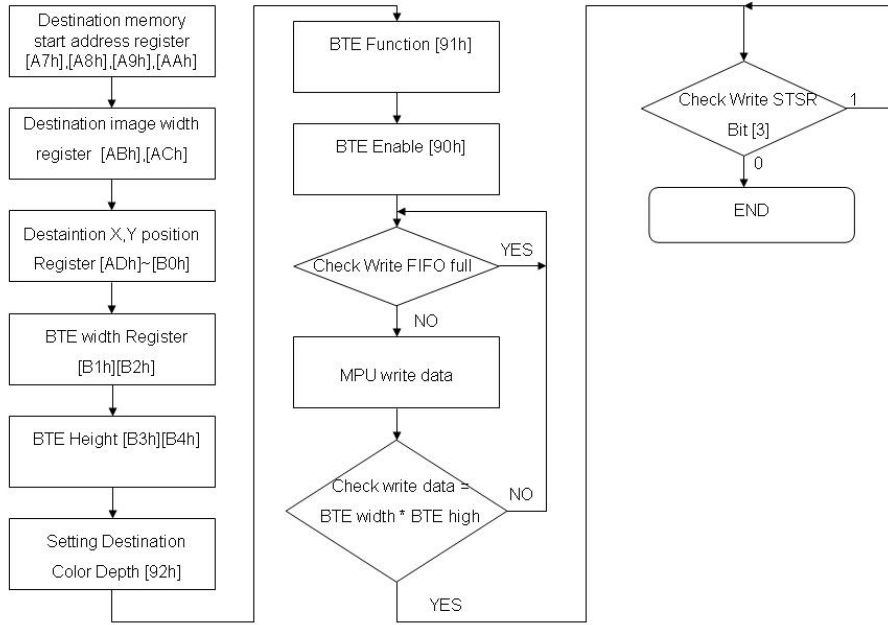 Destination memory
start address register
[A7h],[A8h],[A9h],[AAh]
Destination image width
register [ABh],[ACh]
Destaintion X,Y position
Register [ADh]~[B0h]
BTE width Register
[B1h][B2h]
BTE Height [B3h][B4h]
Setting Destination
Color Depth [92h]
BTE Function [91h]
BTE Enable [90h]
Check Write FIFO full
YES
NO
MPU write data
Check write data =
BTE width * BTE high
NO
YES
Check Write STSR
Bit [3]
1
0
END